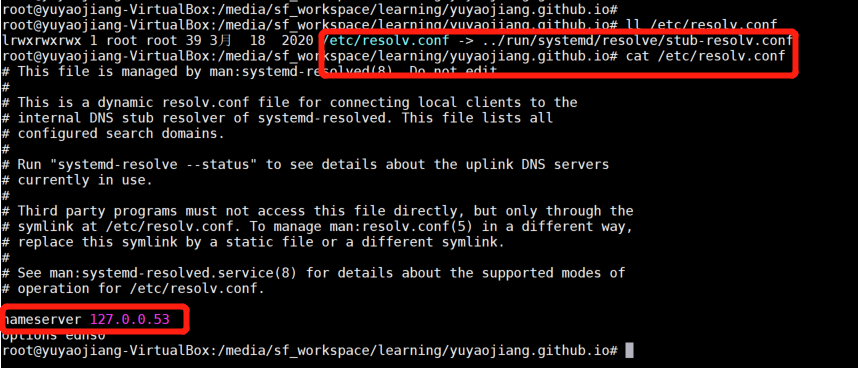 root@yuyaojiang-VirtualBox:/media/sf_workspace/learning/yuyaojiang.github.io#
root@yuyaojiang-VirtualBox:/media/sf_workspace/learning/yuyaojiang.github.io# ll /etc/resolv.conf
lrwxrwxrwx 1 root root 39 3月  18  2020 /etc/resolv.conf -> ../run/systemd/resolve/stub-resolv.conf
root@yuyaojiang-VirtualBox:/media/sf_workspace/learning/yuyaojiang.github.io# cat /etc/resolv.conf
# This file is managed by man:systemd-resolved(8). Do not edit.
#
# This is a dynamic resolv.conf file for connecting local clients to the
# internal DNS stub resolver of systemd-resolved. This file lists all
# configured search domains.
#
# Run "systemd-resolve --status" to see details about the uplink DNS servers
# currently in use.
#
# Third party programs must not access this file directly, but only through the
# symlink at /etc/resolv.conf. To manage man:resolv.conf(5) in a different way,
# replace this symlink by a static file or a different symlink.
#
# See man:systemd-resolved.service(8) for details about the supported modes of
# operation for /etc/resolv.conf.
nameserver 127.0.0.53
options edns0
root@yuyaojiang-VirtualBox:/media/sf_workspace/learning/yuyaojiang.github.io#